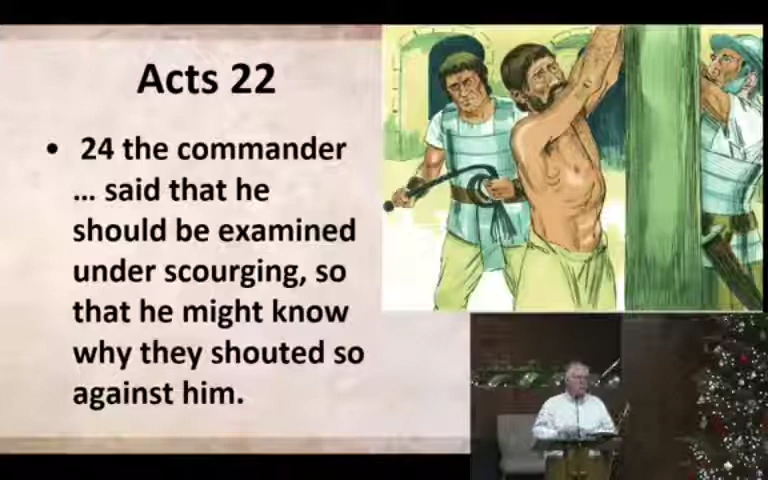 Acts 22
• 24 the commander
... said that he
should be examined
under scourging, so
that he might know
why they shouted so
against him.